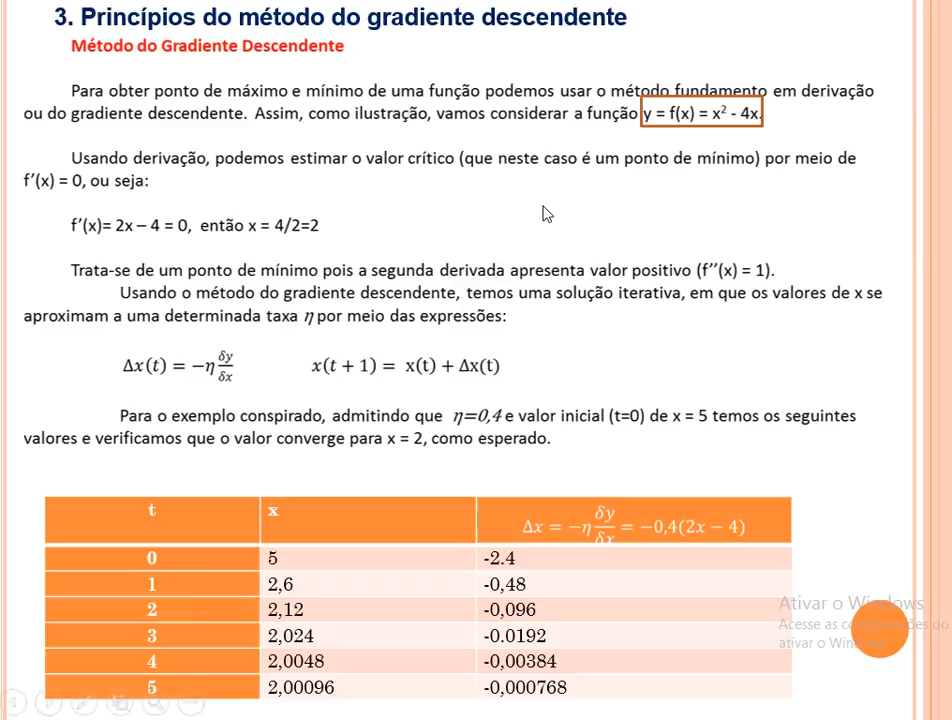 3. Princípios do método do gradiente descendente
Método do Gradiente Descendente
Para obter ponto de máximo e mínimo de uma função podemos usar o método fundamento em derivação
ou do gradiente descendente. Assim, como ilustração, vamos considerar a função y = f(x) = x² - 4x.
Usando derivação, podemos estimar o valor crítico (que neste caso é um ponto de mínimo) por meio de
f’(x) = 0, ou seja:
f’(x)= 2x – 4 = 0, então x = 4/2=2
Trata-se de um ponto de mínimo pois a segunda derivada apresenta valor positivo (f’’(x) = 1).
Usando o método do gradiente descendente, temos uma solução iterativa, em que os valores de x se
aproximam a uma determinada taxa η por meio das expressões:
Δx(t) = −η δy/δx x(t + 1) = x(t) + Δx(t)
Para o exemplo conspirado, admitindo que η=0,4 e valor inicial (t=0) de x = 5 temos os seguintes
valores e verificamos que o valor converge para x = 2, como esperado.
t x Δx = −η δy/δx = −0,4(2x − 4)
0 5 -2.4
1 2,6 -0,48
2 2,12 -0,096
3 2,024 -0.0192
4 2,0048 -0,00384
5 2,00096 -0,000768
Ativar o Windows
Acesse as configurações do
ativar o Windows.